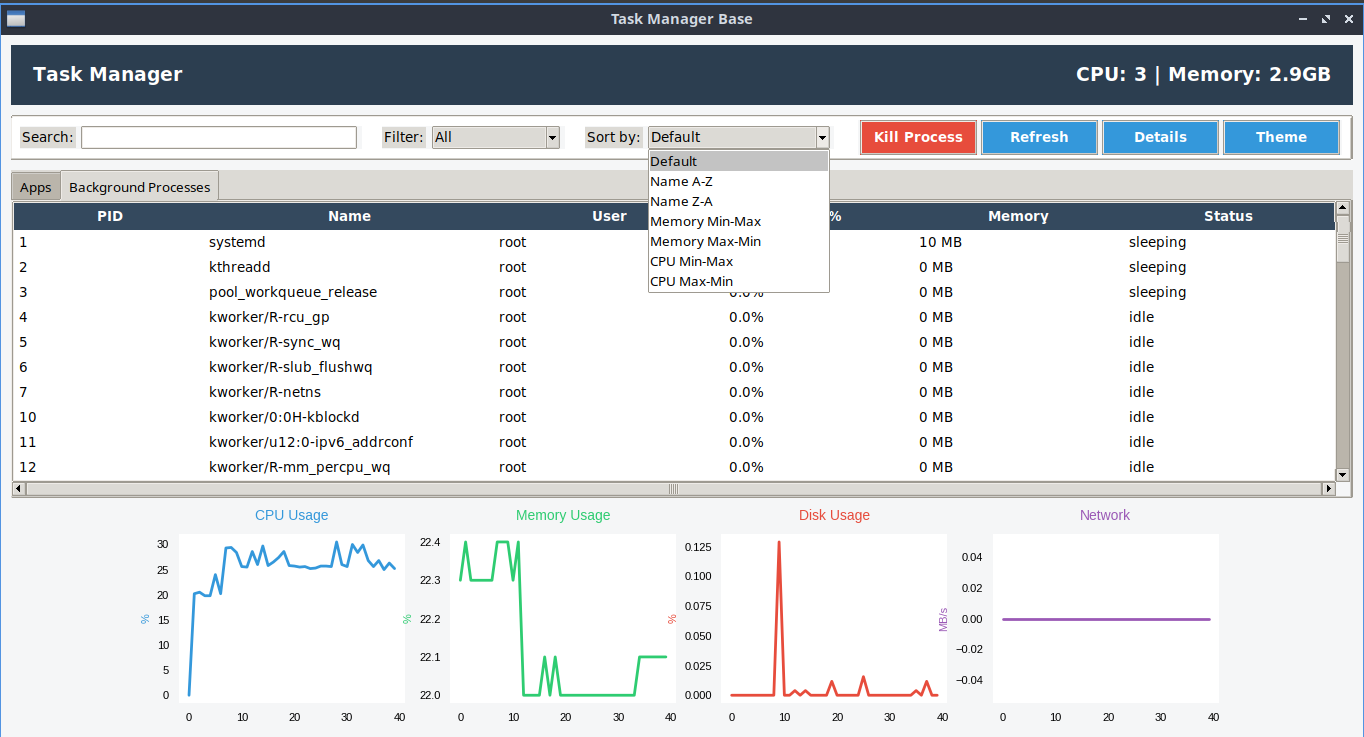 Task Manager Base
Task Manager CPU: 3 | Memory: 2.9GB
Search: Filter: All Sort by: Default Kill Process Refresh Details Theme
Default
Name A-Z
Name Z-A
Memory Min-Max
Memory Max-Min
CPU Min-Max
CPU Max-Min
Apps Background Processes
PID Name User % Memory Status
1 systemd root 10 MB sleeping
2 kthreadd root 0 MB sleeping
3 pool_workqueue_release root 0.0% 0 MB sleeping
4 kworker/R-rcu_gp root 0.0% 0 MB idle
5 kworker/R-sync_wq root 0.0% 0 MB idle
6 kworker/R-slub_flushwq root 0.0% 0 MB idle
7 kworker/R-netns root 0.0% 0 MB idle
10 kworker/0:0H-kblockd root 0.0% 0 MB idle
11 kworker/u12:0-ipv6_addrconf root 0.0% 0 MB idle
12 kworker/R-mm_percpu_wq root 0.0% 0 MB idle
CPU Usage
%
30
25
20
15
10
5
0
0 10 20 30 40
Memory Usage
%
22.4
22.3
22.2
22.1
22.0
0 10 20 30 40
Disk Usage
%
0.125
0.100
0.075
0.050
0.025
0.000
0 10 20 30 40
Network
MB/s
0.04
0.02
0.00
−0.02
−0.04
0 10 20 30 40